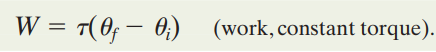 W = τ(θf − θi) (work, constant torque).